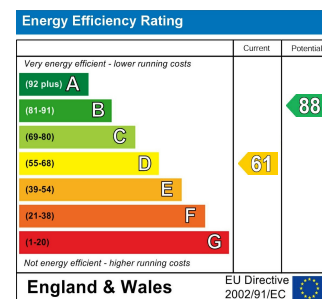 Energy Efficiency Rating
Current Potential
Very energy efficient - lower running costs
(92 plus) A
(81-91) B
88
(69-80) C
(55-68) D
61
(39-54) E
(21-38) F
(1-20) G
Not energy efficient - higher running costs
England & Wales
EU Directive
2002/91/EC